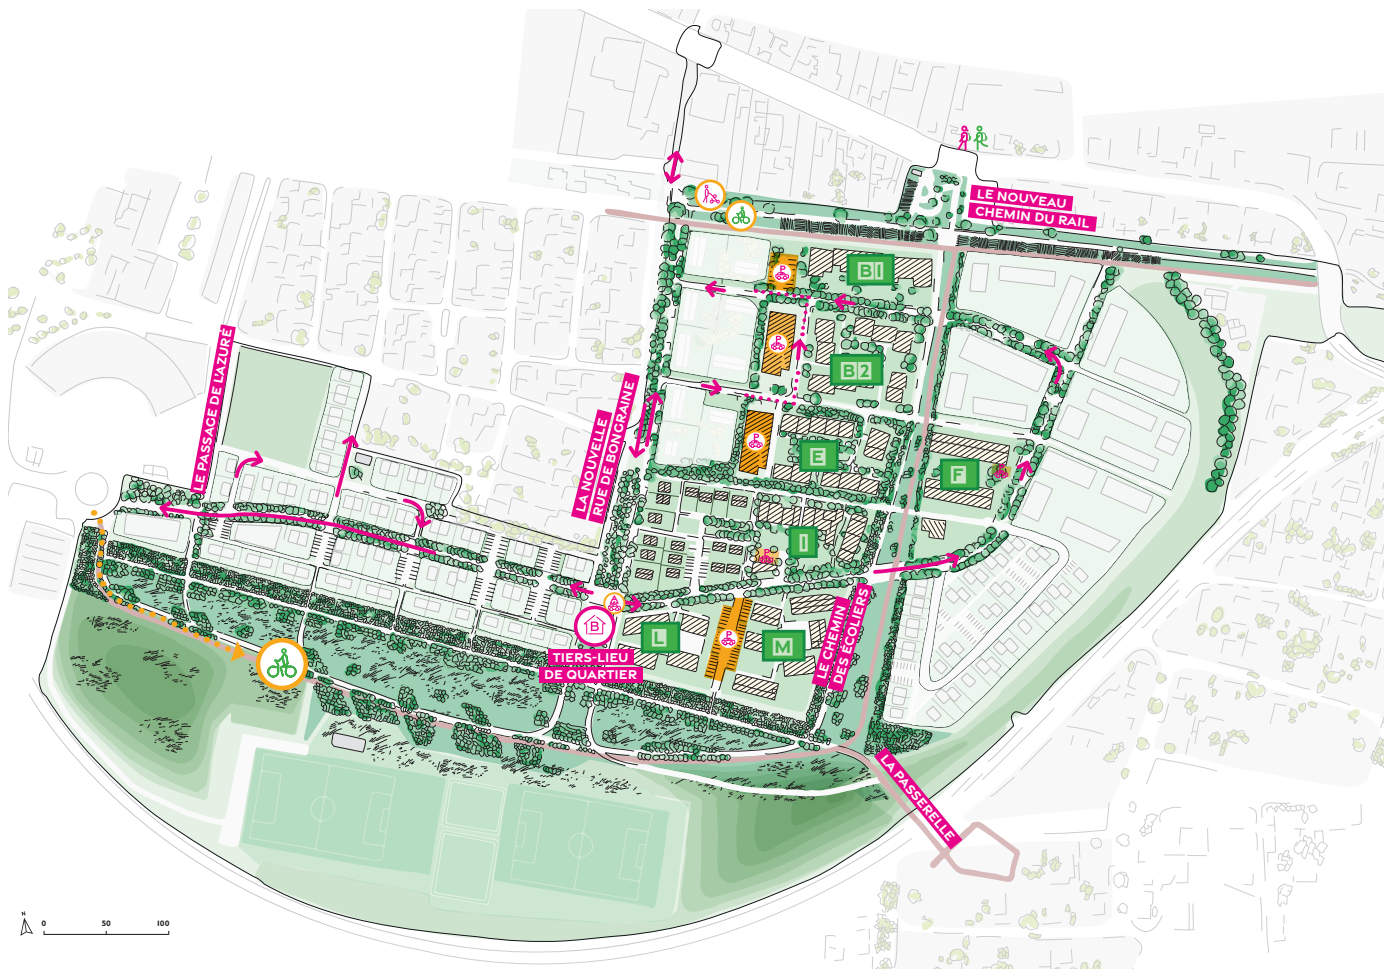 LE NOUVEAU
CHEMIN DU RAIL
P
B1
P
B2
LE PASSAGE DE L'AZURÉ
LA NOUVELLE
RUE DE BONGRAINE
P
E
F
P
I
P
B
L
P
M
TIERS-LIEU
DE QUARTIER
LE CHEMIN
DES ÉCOLIERS
LA PASSERELLE
N
0 50 100